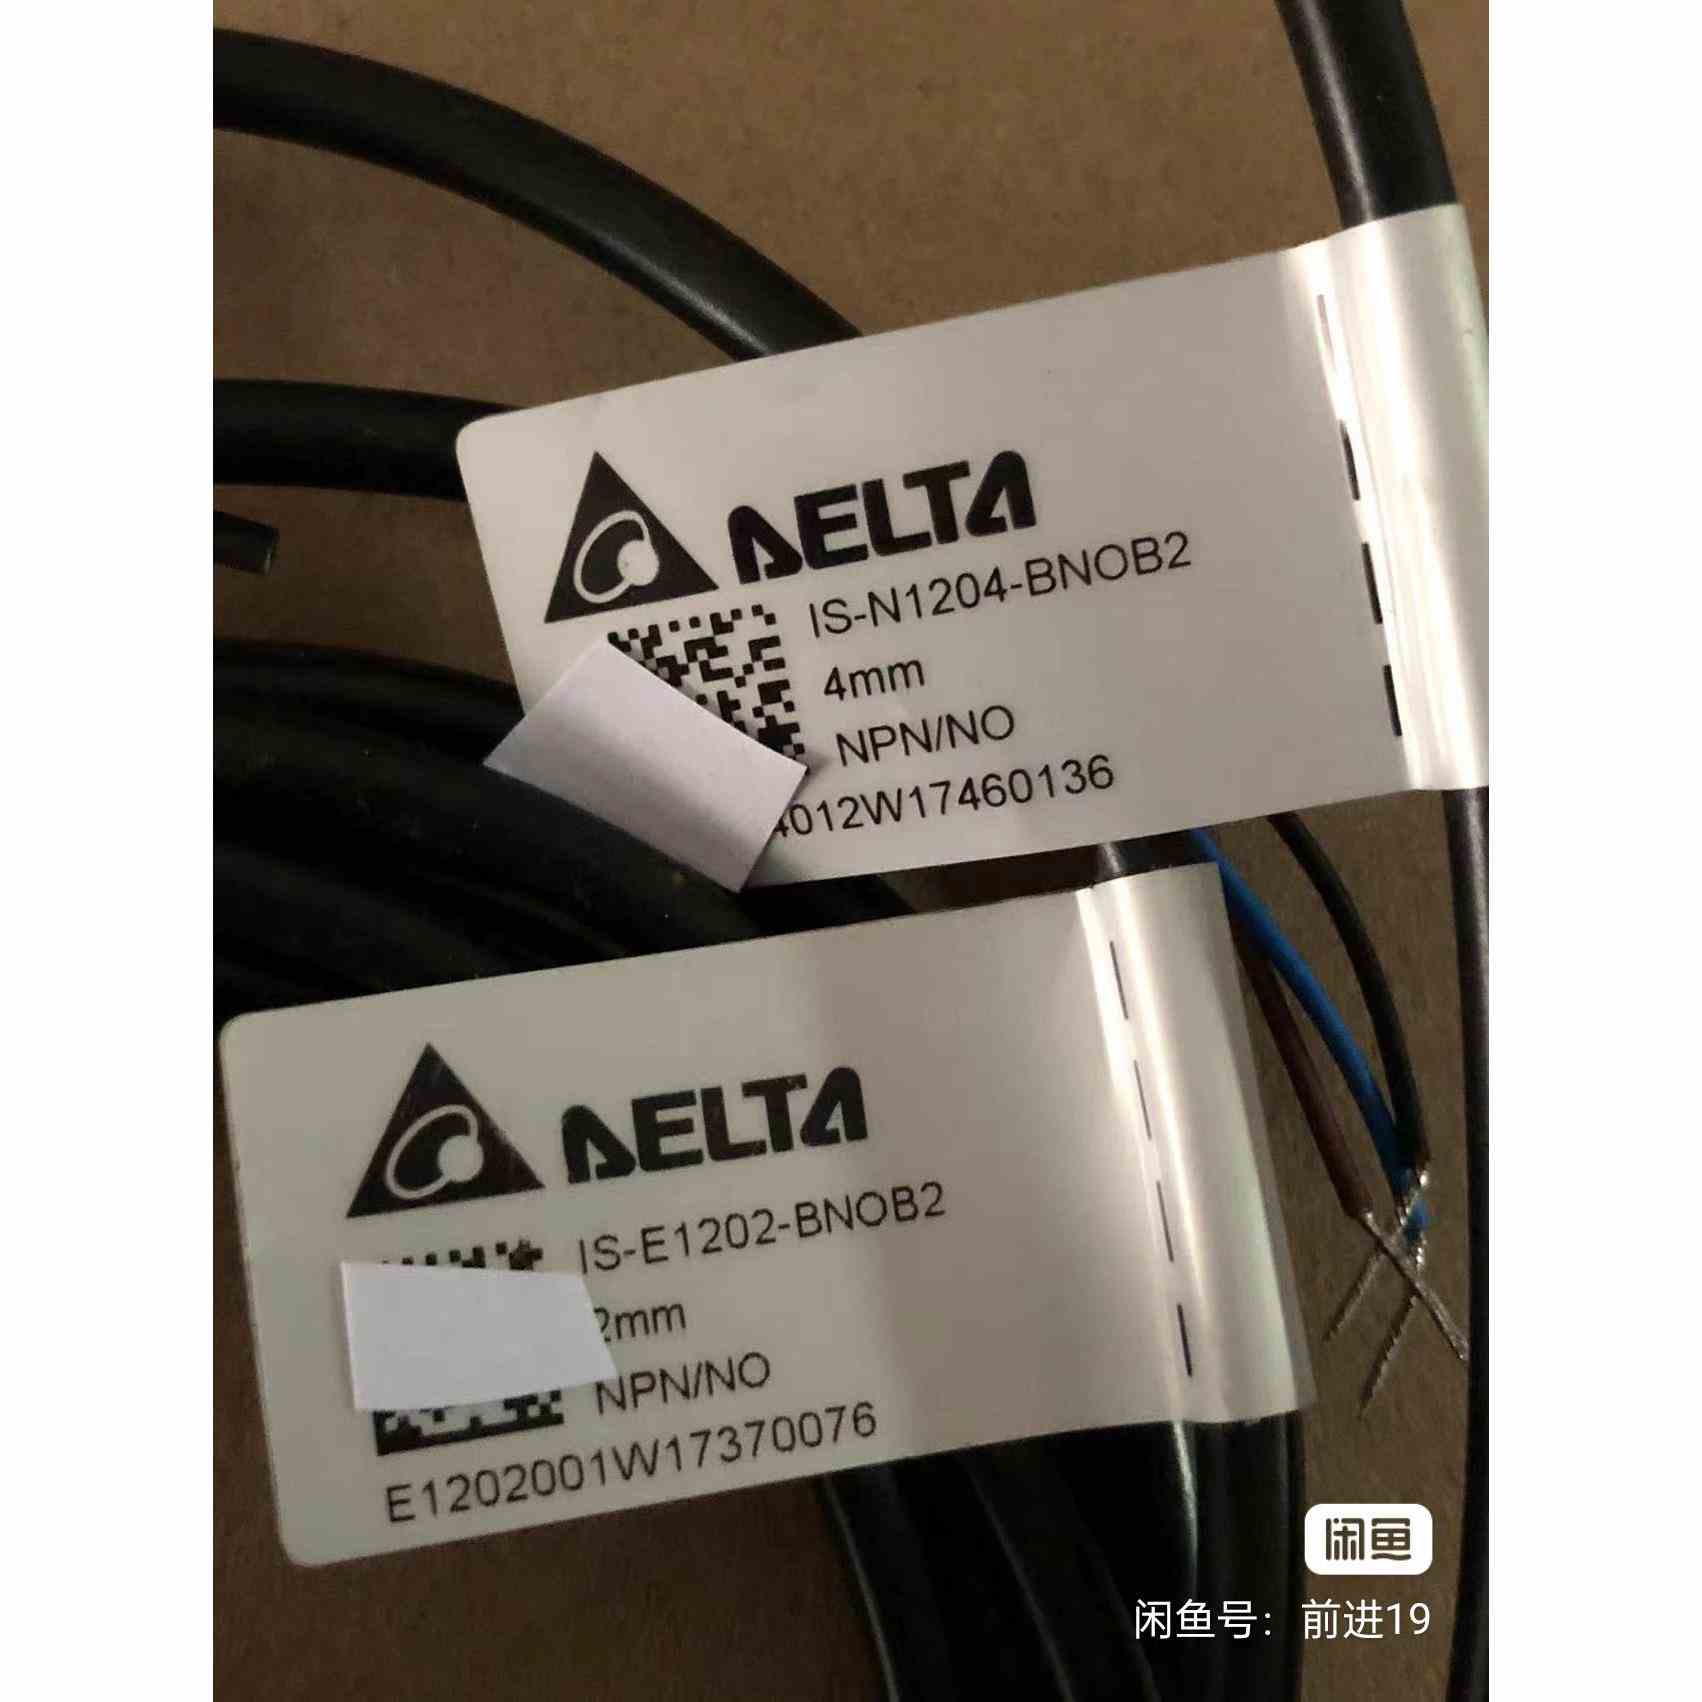 DELTA
IS-N1204-BNOB2
4mm
NPN/NO
4012W17460136
DELTA
IS-E1202-BNOB2
2mm
NPN/NO
E1202001W17370076
闲鱼
闲鱼号：前进19